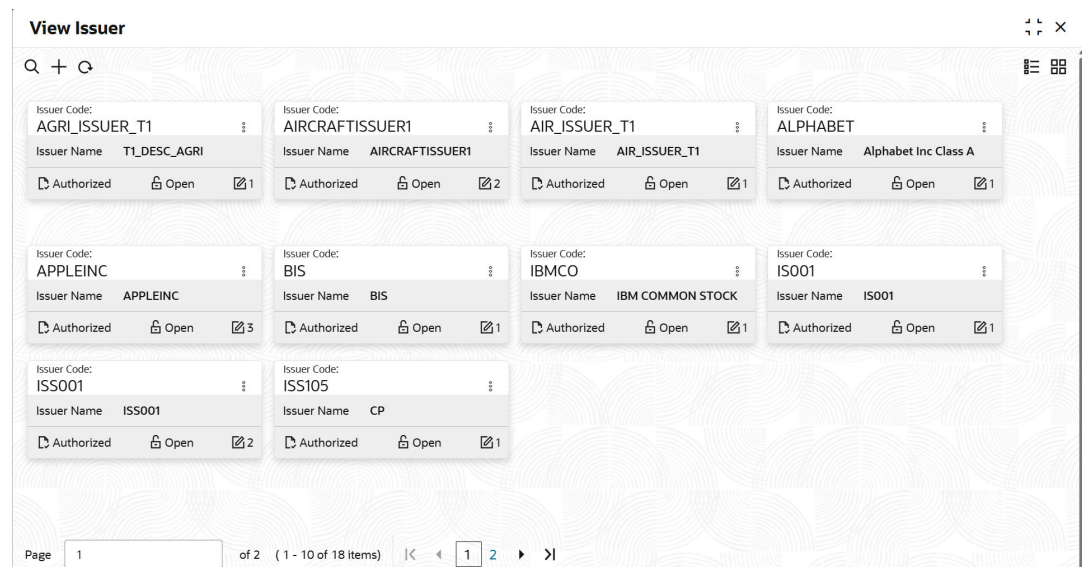 View Issuer
Issuer Code: Issuer Code: Issuer Code: Issuer Code:
AGRI_ISSUER_T1 AIRCRAFTISSUER1 AIR_ISSUER_T1 ALPHABET
Issuer Name T1_DESC_AGRI Issuer Name AIRCRAFTISSUER1 Issuer Name AIR_ISSUER_T1 Issuer Name Alphabet Inc Class A
Authorized Open 1 Authorized Open 2 Authorized Open 1 Authorized Open 1
Issuer Code: Issuer Code: Issuer Code: Issuer Code:
APPLEINC BIS IBMCO IS001
Issuer Name APPLEINC Issuer Name BIS Issuer Name IBM COMMON STOCK Issuer Name IS001
Authorized Open 3 Authorized Open 1 Authorized Open 1 Authorized Open 1
Issuer Code: Issuer Code:
ISS001 ISS105
Issuer Name ISS001 Issuer Name CP
Authorized Open 2 Authorized Open 1
Page 1 of 2 (1 - 10 of 18 items) 1 2